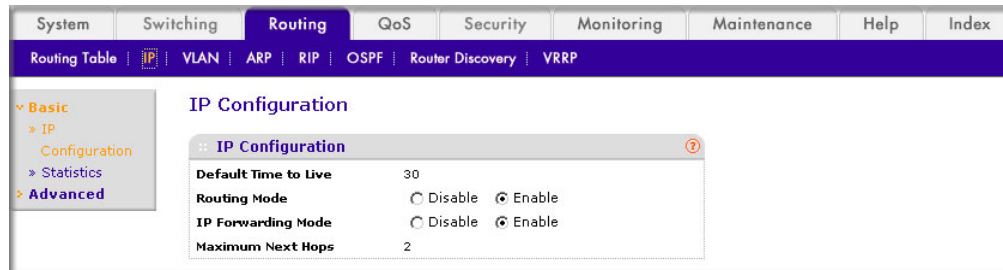 System Switching Routing QoS Security Monitoring Maintenance Help Index
Routing Table | IP | VLAN | ARP | RIP | OSPF | Router Discovery | VRRP
Basic
» IP
Configuration
» Statistics
Advanced
IP Configuration
IP Configuration ?
Default Time to Live 30
Routing Mode Disable Enable
IP Forwarding Mode Disable Enable
Maximum Next Hops 2